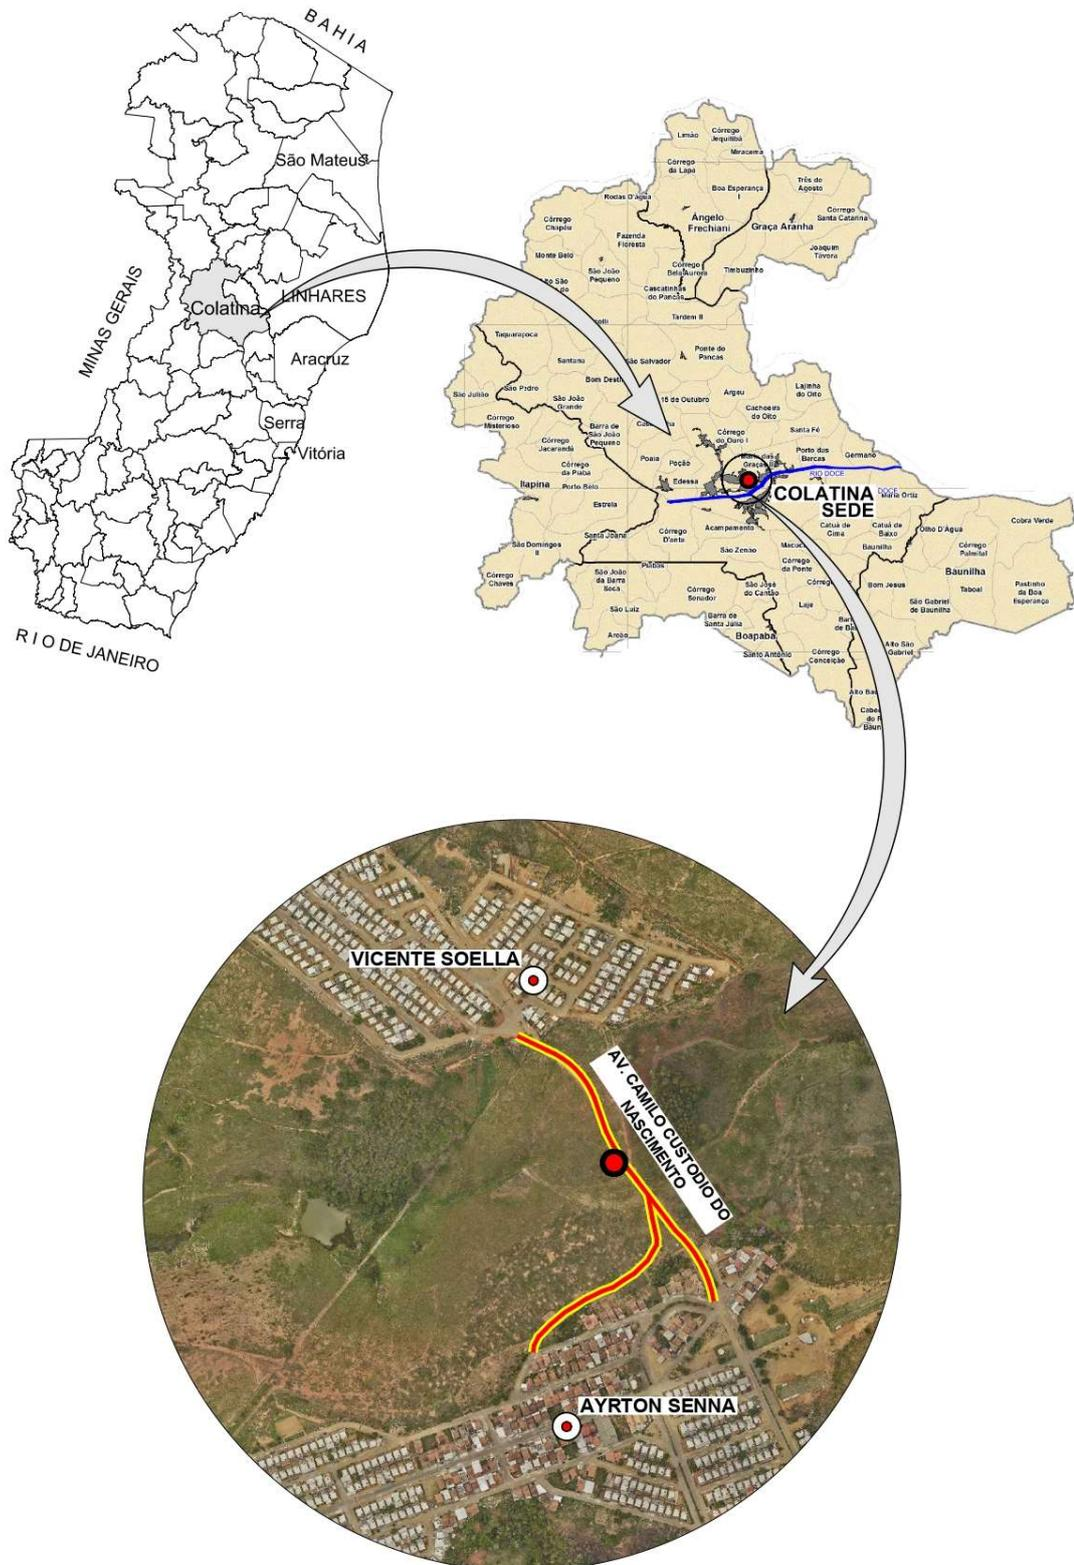 BAHIA
São Mateus
MINAS GERAIS
LINHARES
Colatina
Aracruz
Serra
Vitória
RIO DE JANEIRO
Limão
Córrego
Jequitibá
Miracema
Córrego
da Lapa
Boa Esperança
I
Três de
Agosto
Rodas D'água
Córrego
Chapéu
Fazenda
Floresta
Ângelo
Frechiani
Graça Aranha
Córrego
Santa Catarina
Joaquim
Távora
Monte Belo
São João
Pequeno
Córrego
Bela Aurora
Timbuzinho
Cascatinhas
do Pancas
Tardem II
Taquaraçoca
Santana
São Salvador
Ponte do
Pancas
São Julião
São Pedro
São João
Grande
15 de Outubro
Argeu
Lajinha
do Oito
Cachoeira
do Oito
Córrego
Misterioso
Barra de
São João
Pequeno
Córrego
do Ouro I
Santa Fé
Córrego
Jacarandá
Poaia
Poção
Porto das
Barcas
Germano
Córrego
da Piaba
Itapina
Porto Belo
Edessa
RIO DOCE
DOCE
COLATINA
SEDE
Maria Ortiz
Estrela
Santa Joana
Córrego
D'anta
Acampamento
Catuá de
Cima
Catuá de
Baixo
Olho D'Água
Cobra Verde
São Domingos
II
São Zenão
Baunilha
Córrego
Palmital
Córrego
Chaves
São João
da Barra
Seca
Piabas
Córrego
da Ponte
Baunilha
Córrego
Senador
São José
do Cantão
Bom Jesus
Taboal
Pastinho
da Boa
Esperança
São Luiz
Laje
São Gabriel
de Baunilha
Barra de
Santa Júlia
Boapaba
Santo Antônio
Córrego
Conceição
Alto São
Gabriel
VICENTE SOELLA
AV. CAMILO CUSTODIO DO
NASCIMENTO
AYRTON SENNA